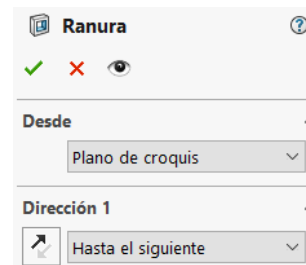 Ranura
Desde
Plano de croquis
Dirección 1
Hasta el siguiente